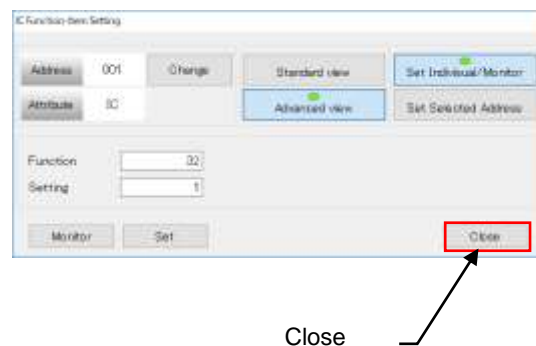 IC Function Item Setting
Address 001 Change Standard view Set Individual/Monitor
Attribute IC Advanced view Set Selected Address
Function 32
Setting 1
Monitor Set Close
Close